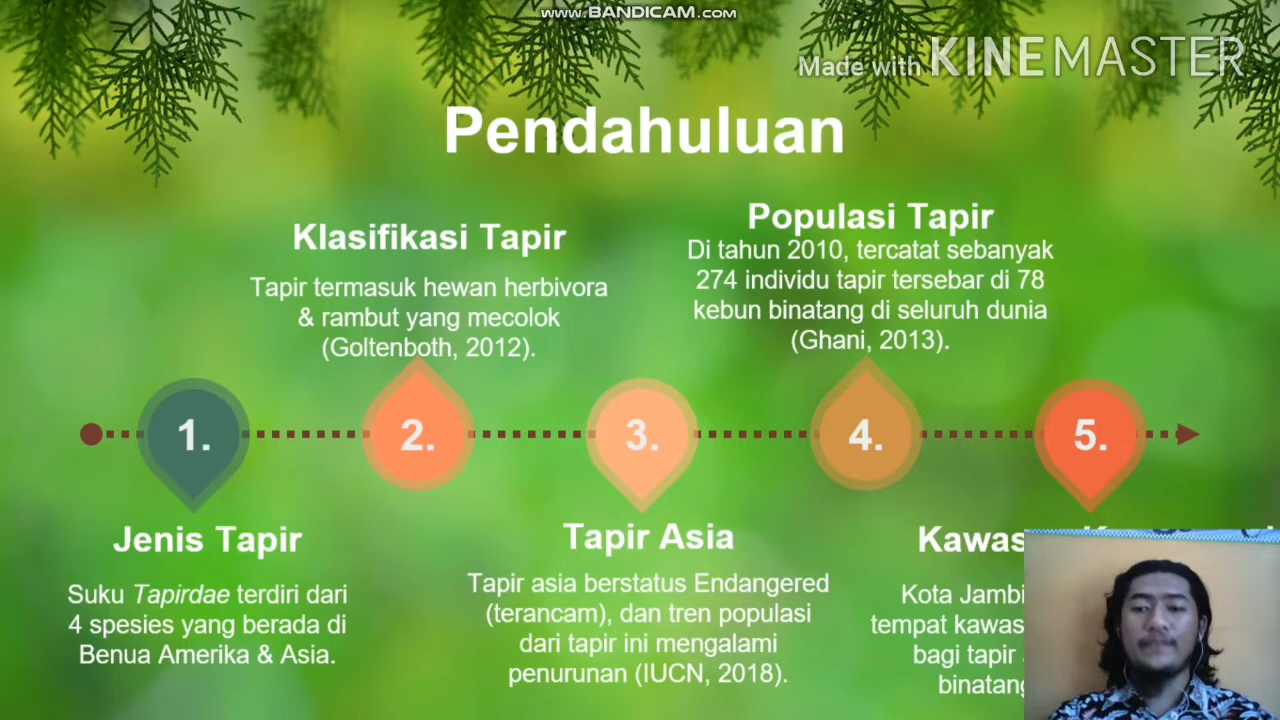 www.BANDICAM.com
Made with KINEMASTER
Pendahuluan
Klasifikasi Tapir
Tapir termasuk hewan herbivora
& rambut yang mecolok
(Goltenboth, 2012).
Populasi Tapir
Di tahun 2010, tercatat sebanyak
274 individu tapir tersebar di 78
kebun binatang di seluruh dunia
(Ghani, 2013).
1.
2.
3.
4.
5.
Jenis Tapir
Suku Tapirdae terdiri dari
4 spesies yang berada di
Benua Amerika & Asia.
Tapir Asia
Tapir asia berstatus Endangered
(terancam), dan tren populasi
dari tapir ini mengalami
penurunan (IUCN, 2018).
Kota Jambi
tempat
bagi tapir